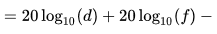 = 20 log₁₀(d) + 20 log₁₀(f) −